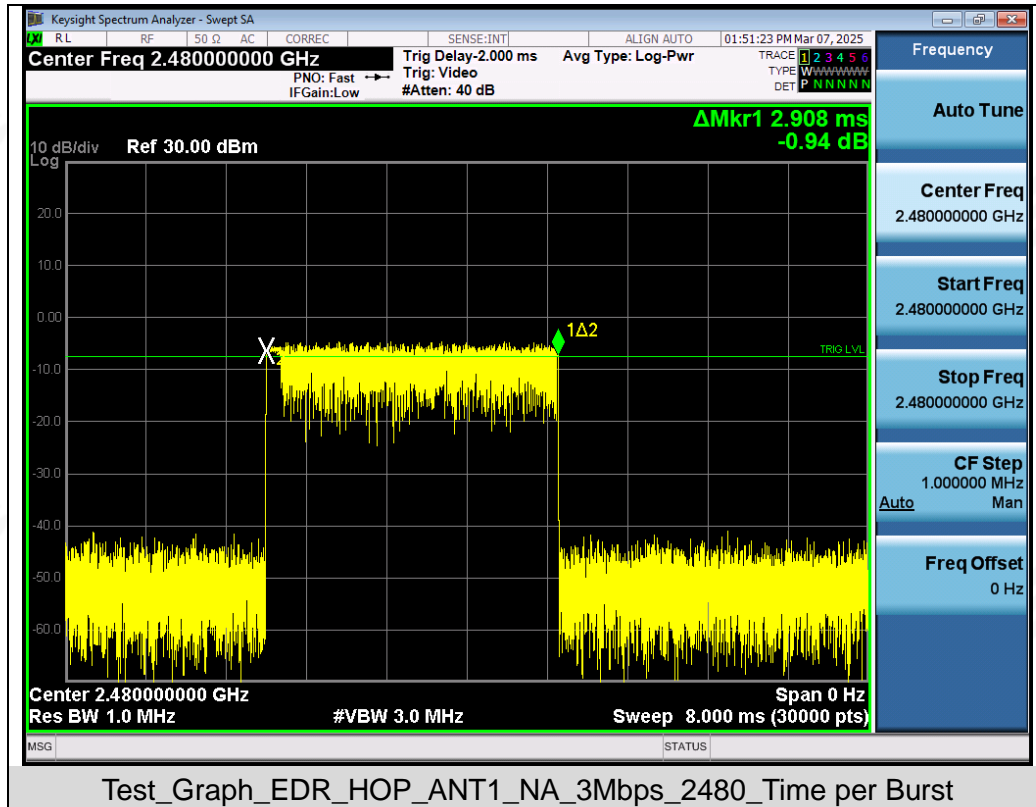 Keysight Spectrum Analyzer - Swept SA
LXI RL RF 50 Ω AC CORREC SENSE:INT ALIGN AUTO 01:51:23 PM Mar 07, 2025
Center Freq 2.480000000 GHz
PNO: Fast
IFGain:Low
Trig Delay-2.000 ms
Trig: Video
#Atten: 40 dB
Avg Type: Log-Pwr
TRACE 1 2 3 4 5 6
TYPE WWWWWW
DET P N N N N N
ΔMkr1 2.908 ms
-0.94 dB
10 dB/div
Log
Ref 30.00 dBm
20.0
10.0
0.00
-10.0
-20.0
-30.0
-40.0
-50.0
-60.0
1Δ2
TRIG LVL
Center 2.480000000 GHz
Span 0 Hz
Res BW 1.0 MHz
#VBW 3.0 MHz
Sweep 8.000 ms (30000 pts)
MSG
STATUS
Frequency
Auto Tune
Center Freq
2.480000000 GHz
Start Freq
2.480000000 GHz
Stop Freq
2.480000000 GHz
CF Step
1.000000 MHz
Auto Man
Freq Offset
0 Hz
Test_Graph_EDR_HOP_ANT1_NA_3Mbps_2480_Time per Burst